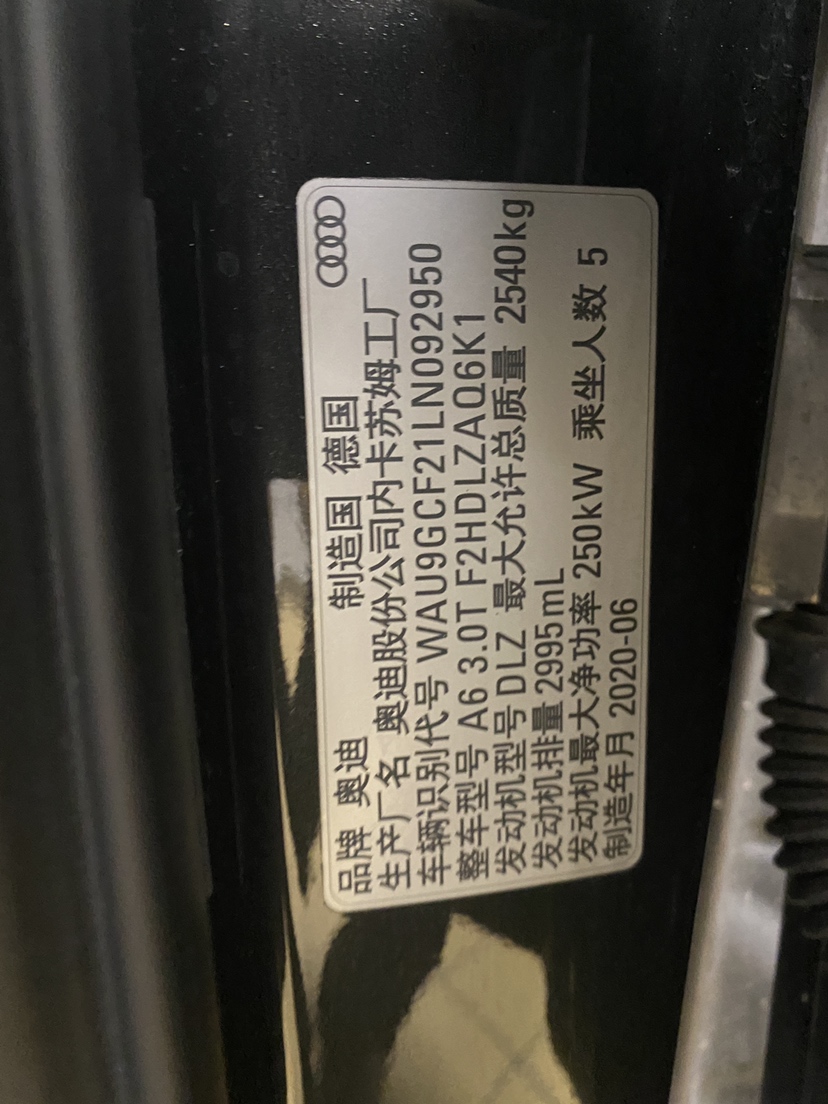 品牌 奥迪 制造国 德国
生产厂名 奥迪股份公司内卡苏姆工厂
车辆识别代号 WAU9GCF21LN092950
整车型号 A6 3.0T F2HDLZAQ6K1
发动机型号 DLZ 最大允许总质量 2540kg
发动机排量 2995mL
发动机最大净功率 250kW 乘坐人数 5
制造年月 2020-06